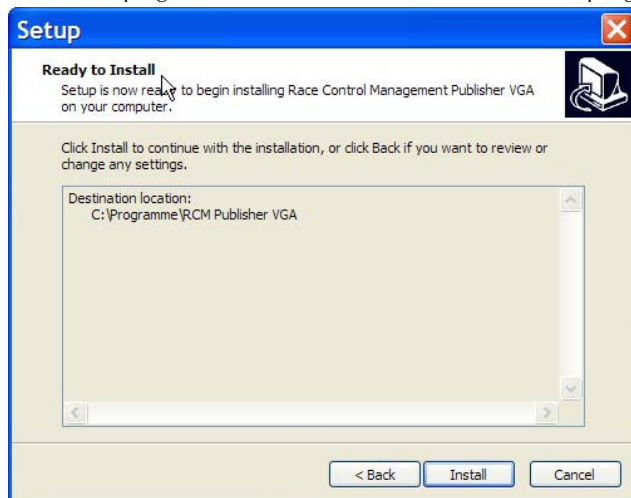 Setup
Ready to Install
Setup is now ready to begin installing Race Control Management Publisher VGA
on your computer.
Click Install to continue with the installation, or click Back if you want to review or
change any settings.
Destination location:
C:\Programme\RCM Publisher VGA
< Back
Install
Cancel